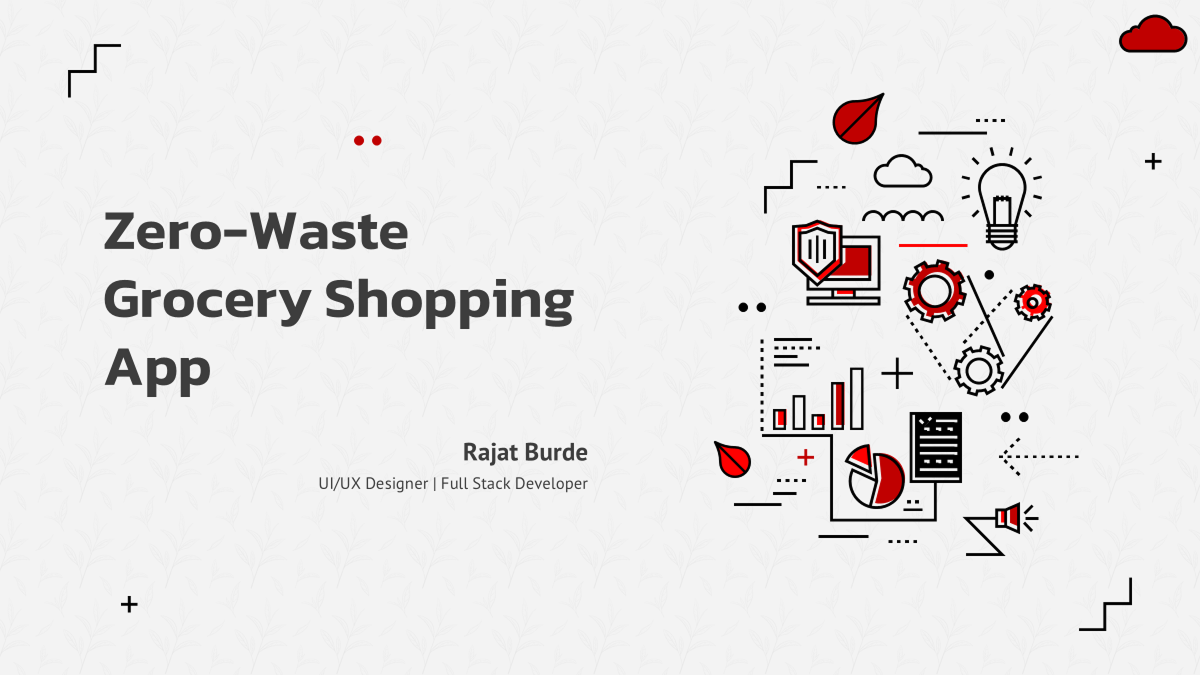 Zero-Waste
Grocery Shopping
App
Rajat Burde
UI/UX Designer | Full Stack Developer